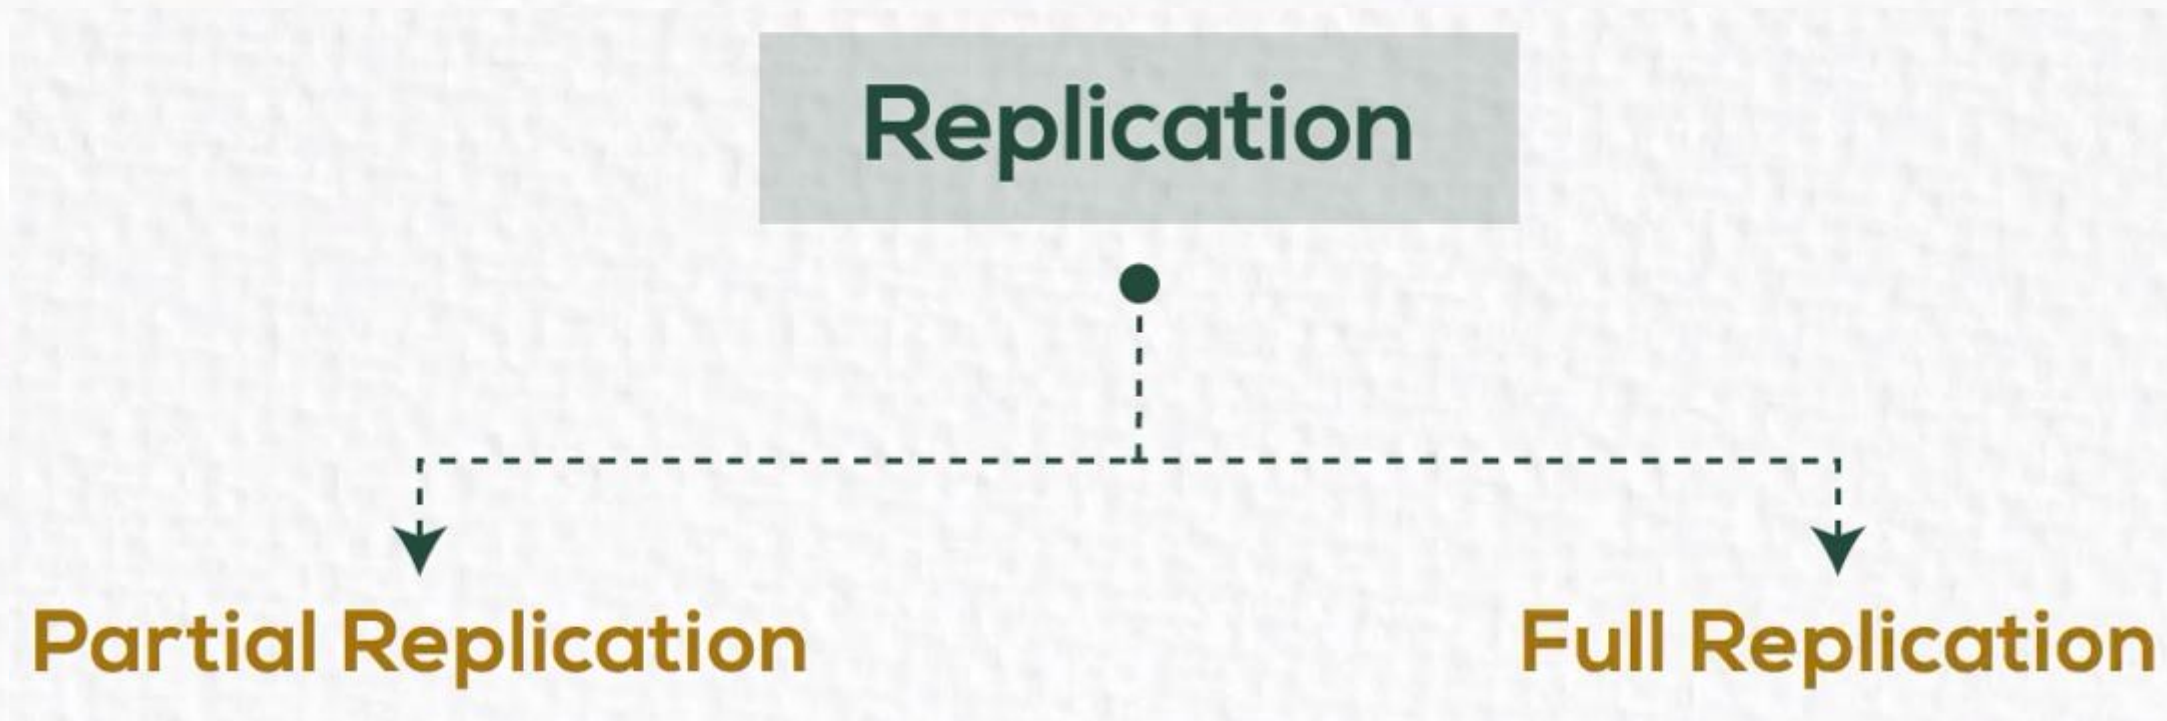 Replication
Partial Replication
Full Replication